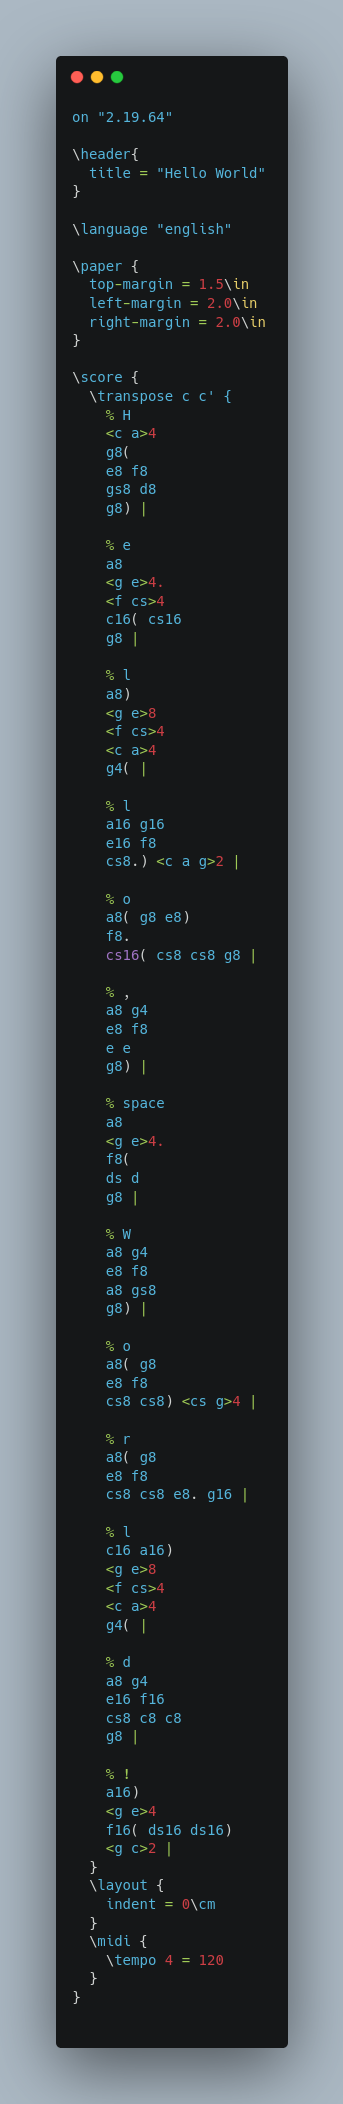 on "2.19.64"

\header{
  title = "Hello World"
}

\language "english"

\paper {
  top-margin = 1.5\in
  left-margin = 2.0\in
  right-margin = 2.0\in
}

\score {
  \transpose c c' {
    % H
    <c a>4
    g8(
    e8 f8
    gs8 d8
    g8) |

    % e
    a8
    <g e>4.
    <f cs>4
    c16( cs16
    g8 |

    % l
    a8)
    <g e>8
    <f cs>4
    <c a>4
    g4( |

    % l
    a16 g16
    e16 f8
    cs8.) <c a g>2 |

    % o
    a8( g8 e8)
    f8.
    cs16( cs8 cs8 g8 |

    % ,
    a8 g4
    e8 f8
    e e
    g8) |

    % space
    a8
    <g e>4.
    f8(
    ds d
    g8 |

    % W
    a8 g4
    e8 f8
    a8 gs8
    g8) |

    % o
    a8( g8
    e8 f8
    cs8 cs8) <cs g>4 |

    % r
    a8( g8
    e8 f8
    cs8 cs8 e8. g16 |

    % l
    c16 a16)
    <g e>8
    <f cs>4
    <c a>4
    g4( |

    % d
    a8 g4
    e16 f16
    cs8 c8 c8
    g8 |

    % !
    a16)
    <g e>4
    f16( ds16 ds16)
    <g c>2 |
  }
  \layout {
    indent = 0\cm
  }
  \midi {
    \tempo 4 = 120
  }
}